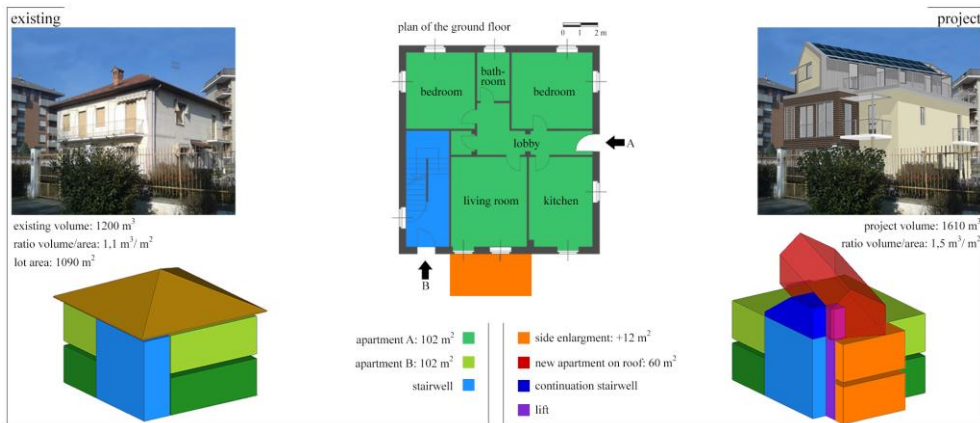 existing
project
plan of the ground floor
0 1 2 m
bath-
room
bedroom
bedroom
lobby
A
living room
kitchen
B
existing volume: 1200 m³
ratio volume/area: 1,1 m³/ m²
lot area: 1090 m²
project volume: 1610 m³
ratio volume/area: 1,5 m³/ m²
apartment A: 102 m²
apartment B: 102 m²
stairwell
side enlargment: +12 m²
new apartment on roof: 60 m²
continuation stairwell
lift